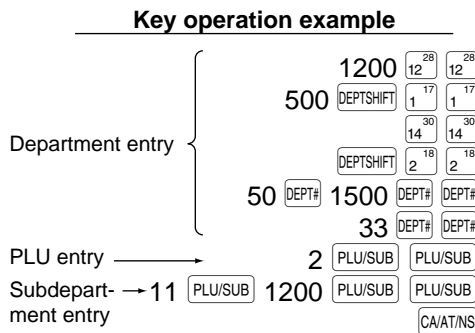 Key operation example
1200 12 28 12 28
500 DEPTSHIFT 1 17 1 17
14 30 14 30
Department entry
DEPTSHIFT 2 18 2 18
50 DEPT# 1500 DEPT# DEPT#
33 DEPT# DEPT#
PLU entry → 2 PLU/SUB PLU/SUB
Subdepart- → 11 PLU/SUB 1200 PLU/SUB PLU/SUB
ment entry
CA/AT/NS